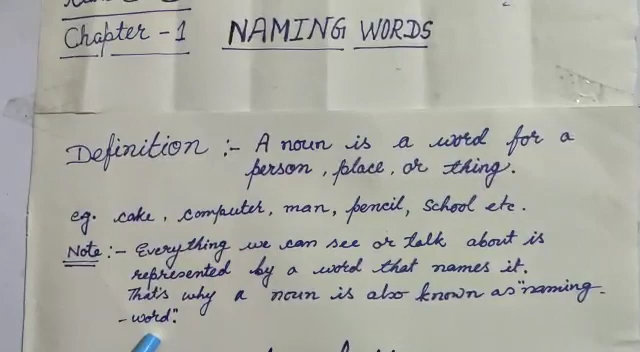 Chapter - 1 NAMING WORDS
Definition :- A noun is a word for a
person, place, or thing.
eg. cake, computer, man, pencil, School etc.
Note :- Everything we can see or talk about is
represented by a word that names it.
That's why a noun is also known as "naming-
- word".